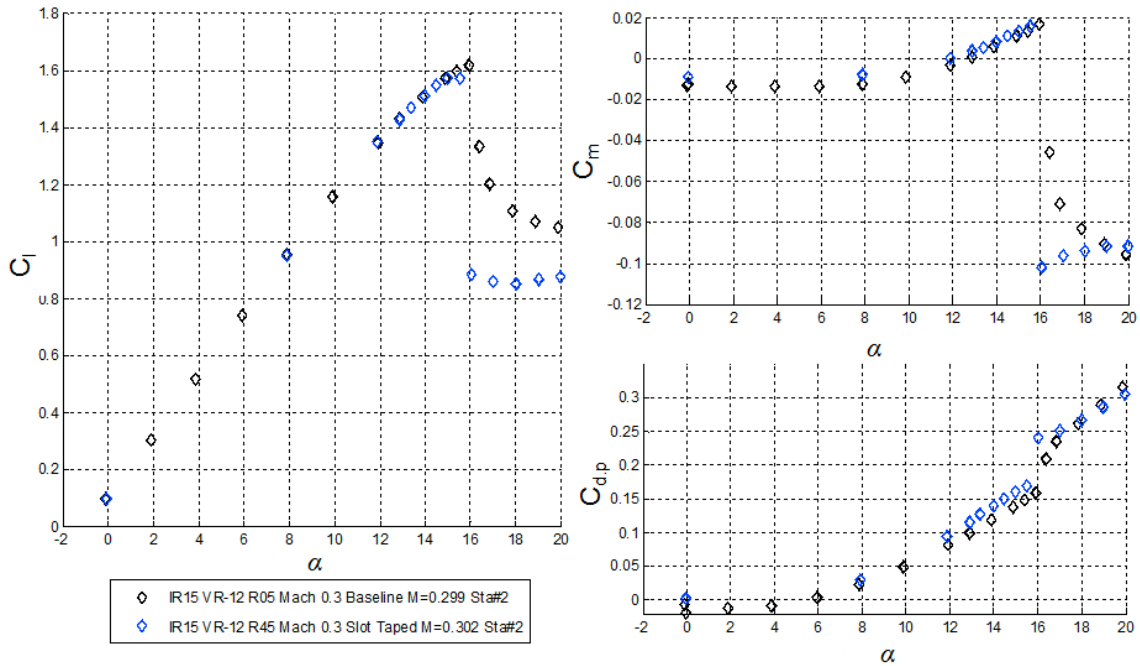 1.8
1.6
1.4
1.2
1
0.8
0.6
0.4
0.2
0
C_l
-2 0 2 4 6 8 10 12 14 16 18 20
α
0.02
0
-0.02
-0.04
-0.06
-0.08
-0.1
-0.12
C_m
-2 0 2 4 6 8 10 12 14 16 18 20
α
0.3
0.25
0.2
0.15
0.1
0.05
0
C_d.p
-2 0 2 4 6 8 10 12 14 16 18 20
α
IR15 VR-12 R05 Mach 0.3 Baseline M=0.299 Sta#2
IR15 VR-12 R45 Mach 0.3 Slot Taped M=0.302 Sta#2